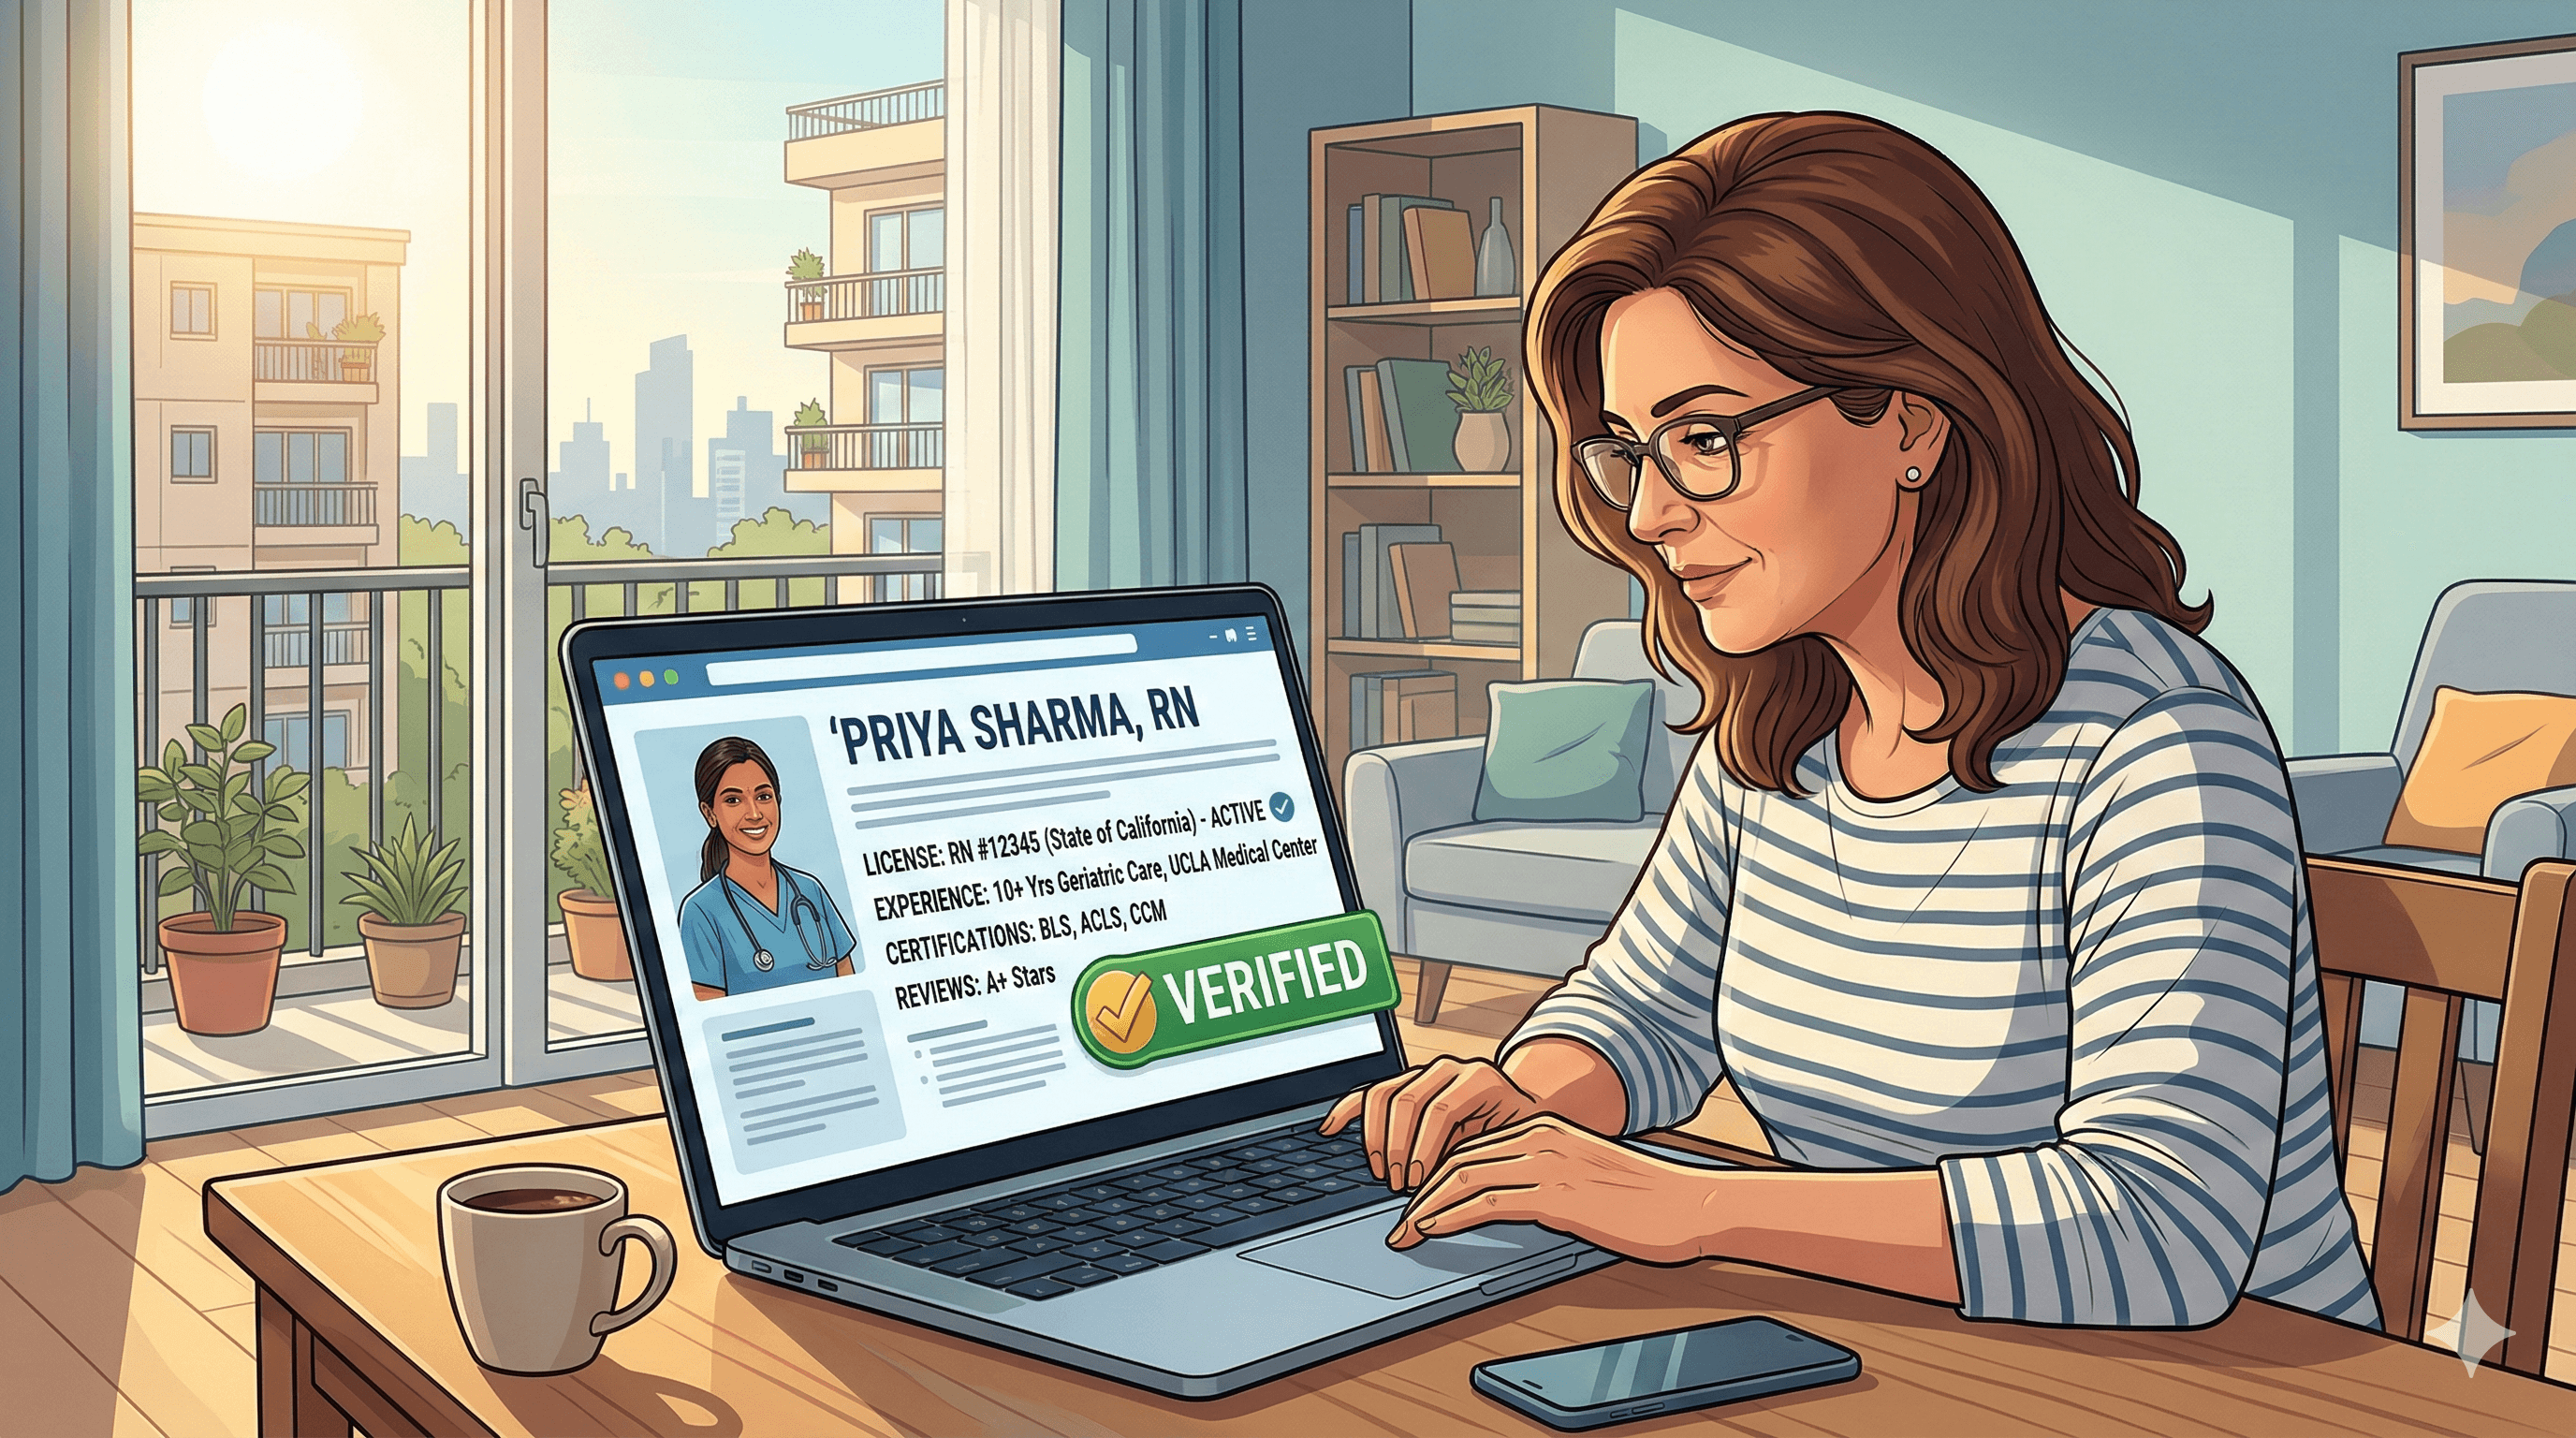 ‘PRIYA SHARMA, RN
LICENSE: RN #12345 (State of California) - ACTIVE
EXPERIENCE: 10+ Yrs Geriatric Care, UCLA Medical Center
CERTIFICATIONS: BLS, ACLS, CCM
REVIEWS: A+ Stars
VERIFIED